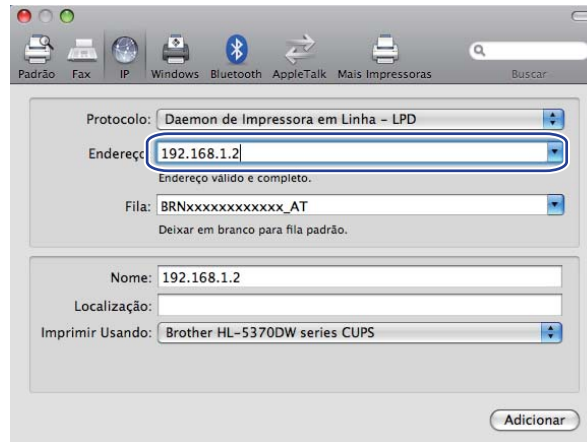 Padrão Fax IP Windows Bluetooth AppleTalk Mais Impressoras Buscar
Protocolo: Daemon de Impressora em Linha – LPD
Endereço 192.168.1.2
Endereço válido e completo.
Fila: BRNxxxxxxxxxxxx_AT
Deixar em branco para fila padrão.
Nome: 192.168.1.2
Localização:
Imprimir Usando: Brother HL-5370DW series CUPS
Adicionar